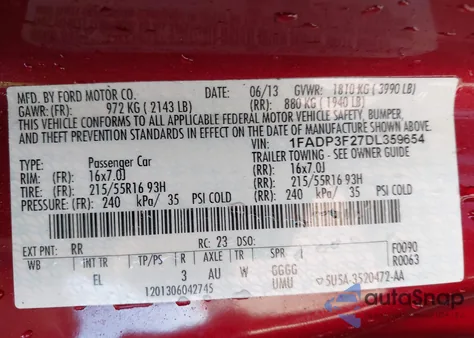 MFD. BY FORD MOTOR CO. DATE: 06/13 GVWR: 1810 KG ( 3990 LB)
GAWR: (FR): 972 KG ( 2143 LB) (RR): 880 KG ( 1940 LB)
THIS VEHICLE CONFORMS TO ALL APPLICABLE FEDERAL MOTOR VEHICLE SAFETY, BUMPER,
AND THEFT PREVENTION STANDARDS IN EFFECT ON THE DATE OF MANUFACTURE SHOWN ABOVE.
VIN: 1FADP3F27DL359654
TYPE: Passenger Car TRAILER TOWING - SEE OWNER GUIDE
RIM: (FR) 16x7.0J (RR): 16x7.0J
TIRE: (FR) 215/55R16 93H (RR): 215/55R16 93H
PRESSURE: (FR) 240 kPa/ 35 PSI COLD (RR): 240 kPa/ 35 PSI COLD
EXT PNT: RR RC: 23 DSO: F0090
WB INT TR TP/PS R AXLE TR SPR R0063
EL 3 AU W GGGG
UMU 5U5A-3520472-AA
1201306042745
autoSnap